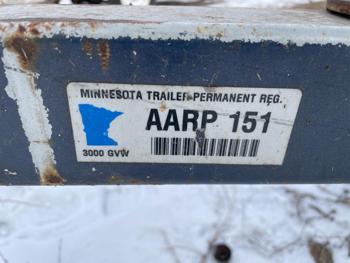 MINNESOTA TRAILER-PERMANENT REG.
AARP 151
3000 GVW